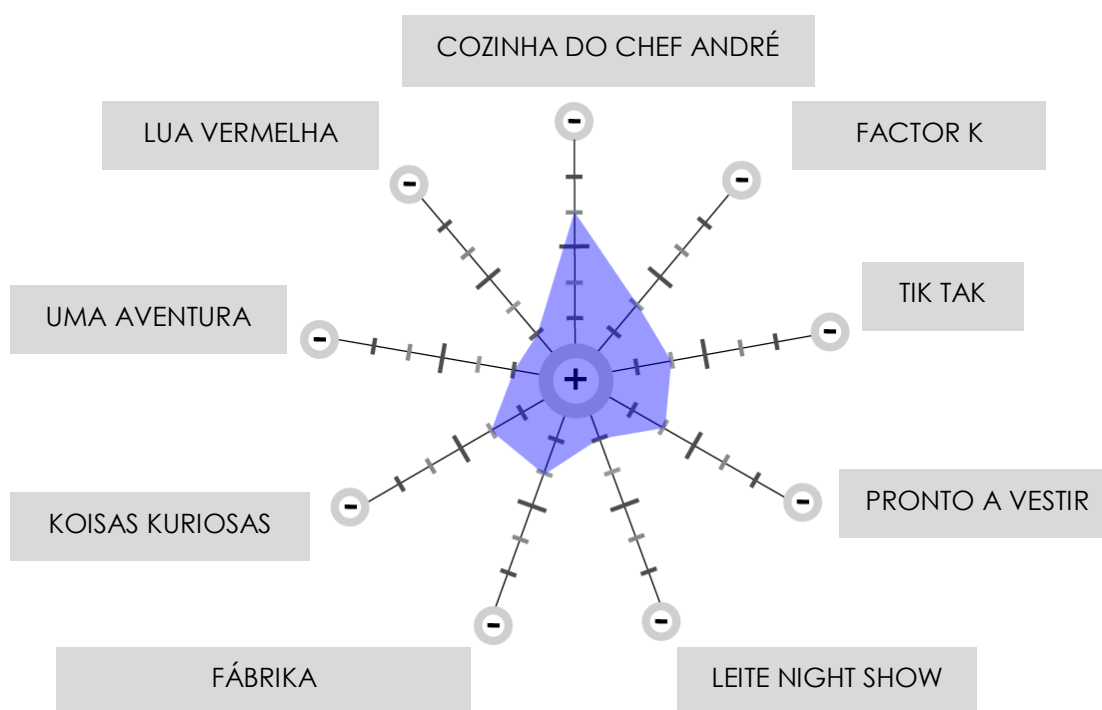 COZINHA DO CHEF ANDRÉ
LUA VERMELHA
FACTOR K
TIK TAK
UMA AVENTURA
+
PRONTO A VESTIR
KOISAS KURIOSAS
FÁBRIKA
LEITE NIGHT SHOW